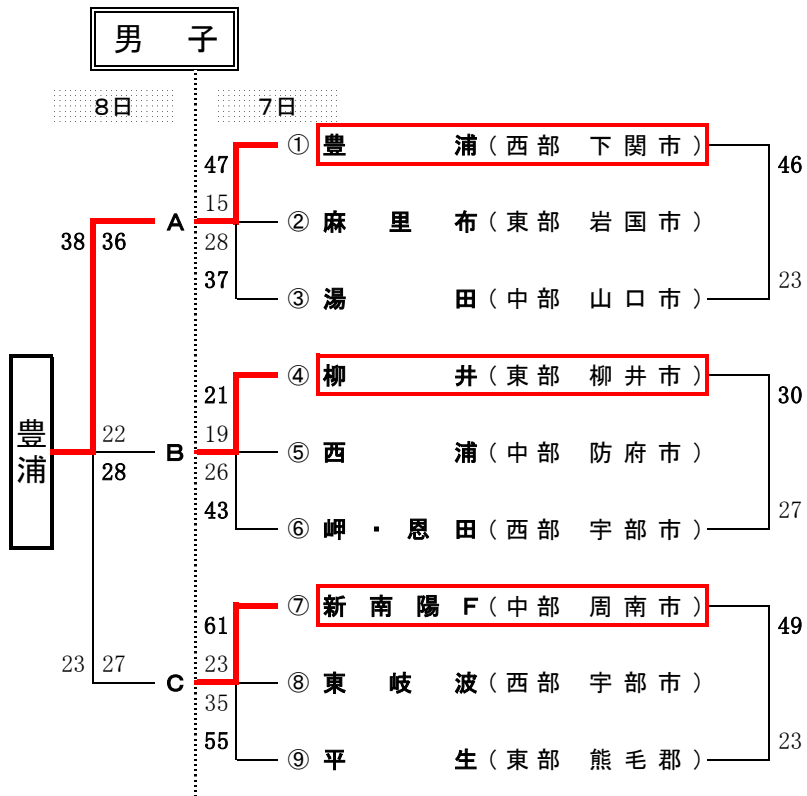 男 子
8日 7日
① 豊 浦 ( 西部 下関市 )
47 46
15
A ② 麻 里 布 ( 東部 岩国市 )
38 36 28
37 23
③ 湯 田 ( 中部 山口市 )
④ 柳 井 ( 東部 柳井市 )
21 30
22 19
豊浦 B ⑤ 西 浦 ( 中部 防府市 )
28 26
43 27
⑥ 岬 ・ 恩 田 ( 西部 宇部市 )
⑦ 新 南 陽 F ( 中部 周南市 )
61 49
23 27 23
C ⑧ 東 岐 波 ( 西部 宇部市 )
35
55 23
⑨ 平 生 ( 東部 熊毛郡 )